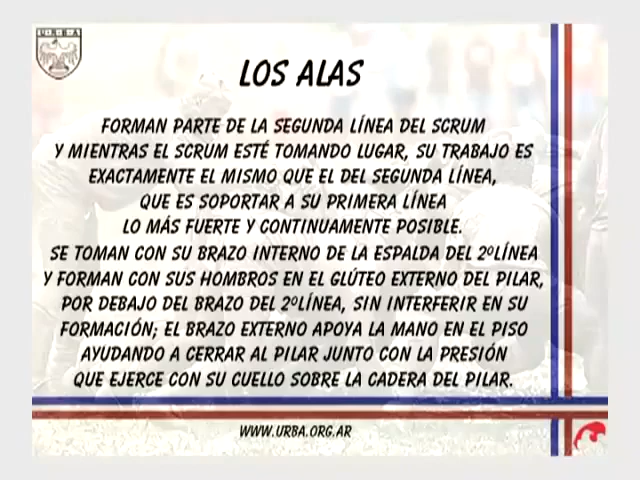 U.R.B.A
LOS ALAS
FORMAN PARTE DE LA SEGUNDA LÍNEA DEL SCRUM
Y MIENTRAS EL SCRUM ESTÉ TOMANDO LUGAR, SU TRABAJO ES
EXACTAMENTE EL MISMO QUE EL DEL SEGUNDA LÍNEA,
QUE ES SOPORTAR A SU PRIMERA LÍNEA
LO MÁS FUERTE Y CONTINUAMENTE POSIBLE.
SE TOMAN CON SU BRAZO INTERNO DE LA ESPALDA DEL 2ºLÍNEA
Y FORMAN CON SUS HOMBROS EN EL GLÚTEO EXTERNO DEL PILAR,
POR DEBAJO DEL BRAZO DEL 2ºLÍNEA, SIN INTERFERIR EN SU
FORMACIÓN; EL BRAZO EXTERNO APOYA LA MANO EN EL PISO
AYUDANDO A CERRAR AL PILAR JUNTO CON LA PRESIÓN
QUE EJERCE CON SU CUELLO SOBRE LA CADERA DEL PILAR.
WWW.URBA.ORG.AR